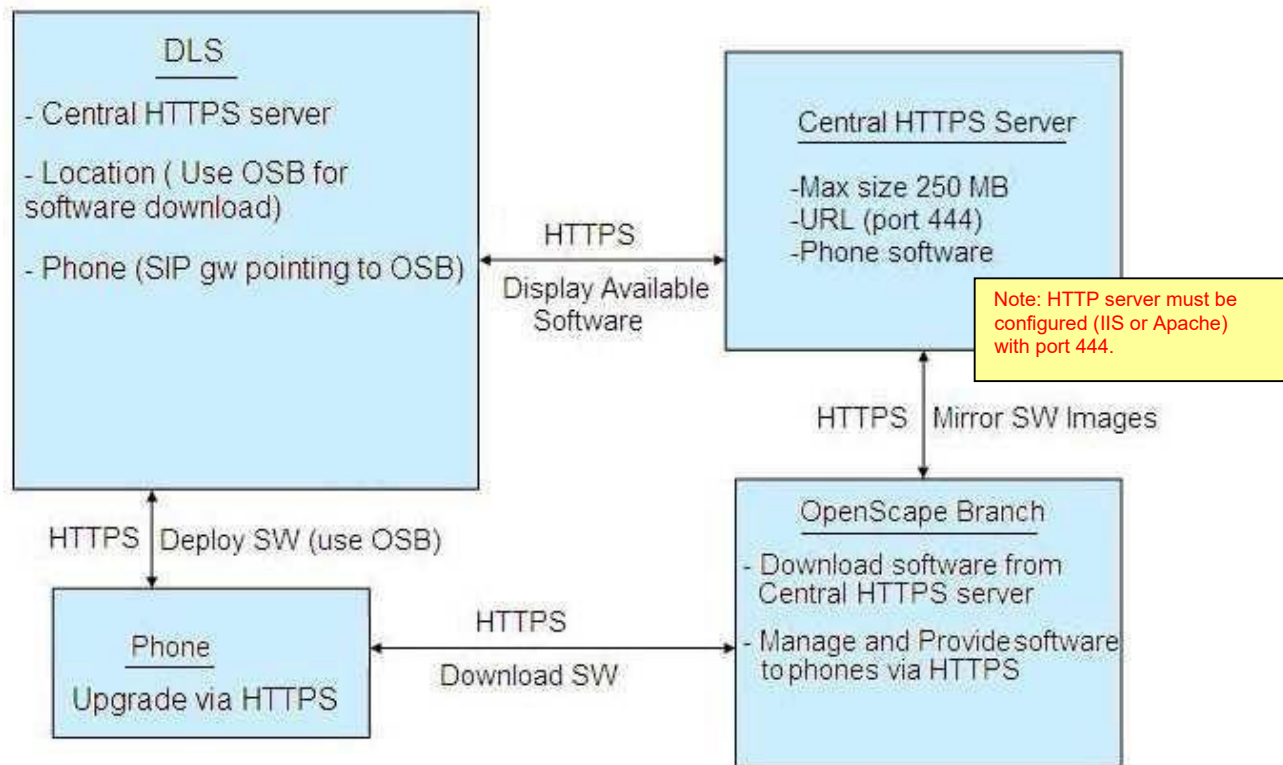 DLS
- Central HTTPS server
- Location ( Use OSB for
software download)
- Phone (SIP gw pointing to OSB)
HTTPS
Display Available
Software
Central HTTPS Server
-Max size 250 MB
-URL (port 444)
-Phone software
Note: HTTP server must be
configured (IIS or Apache)
with port 444.
HTTPS
Mirror SW Images
HTTPS
Deploy SW (use OSB)
Phone
Upgrade via HTTPS
HTTPS
Download SW
OpenScape Branch
- Download software from
Central HTTPS server
- Manage and Provide software
to phones via HTTPS